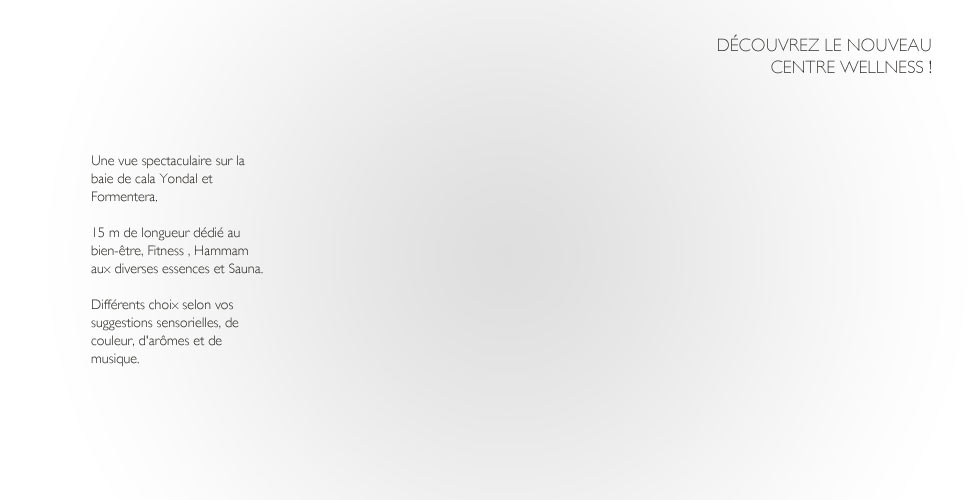 DÉCOUVREZ LE NOUVEAU
CENTRE WELLNESS !
Une vue spectaculaire sur la
baie de cala Yondal et
Formentera.
15 m de longueur dédié au
bien-être, Fitness , Hammam
aux diverses essences et Sauna.
Différents choix selon vos
suggestions sensorielles, de
couleur, d'arômes et de
musique.